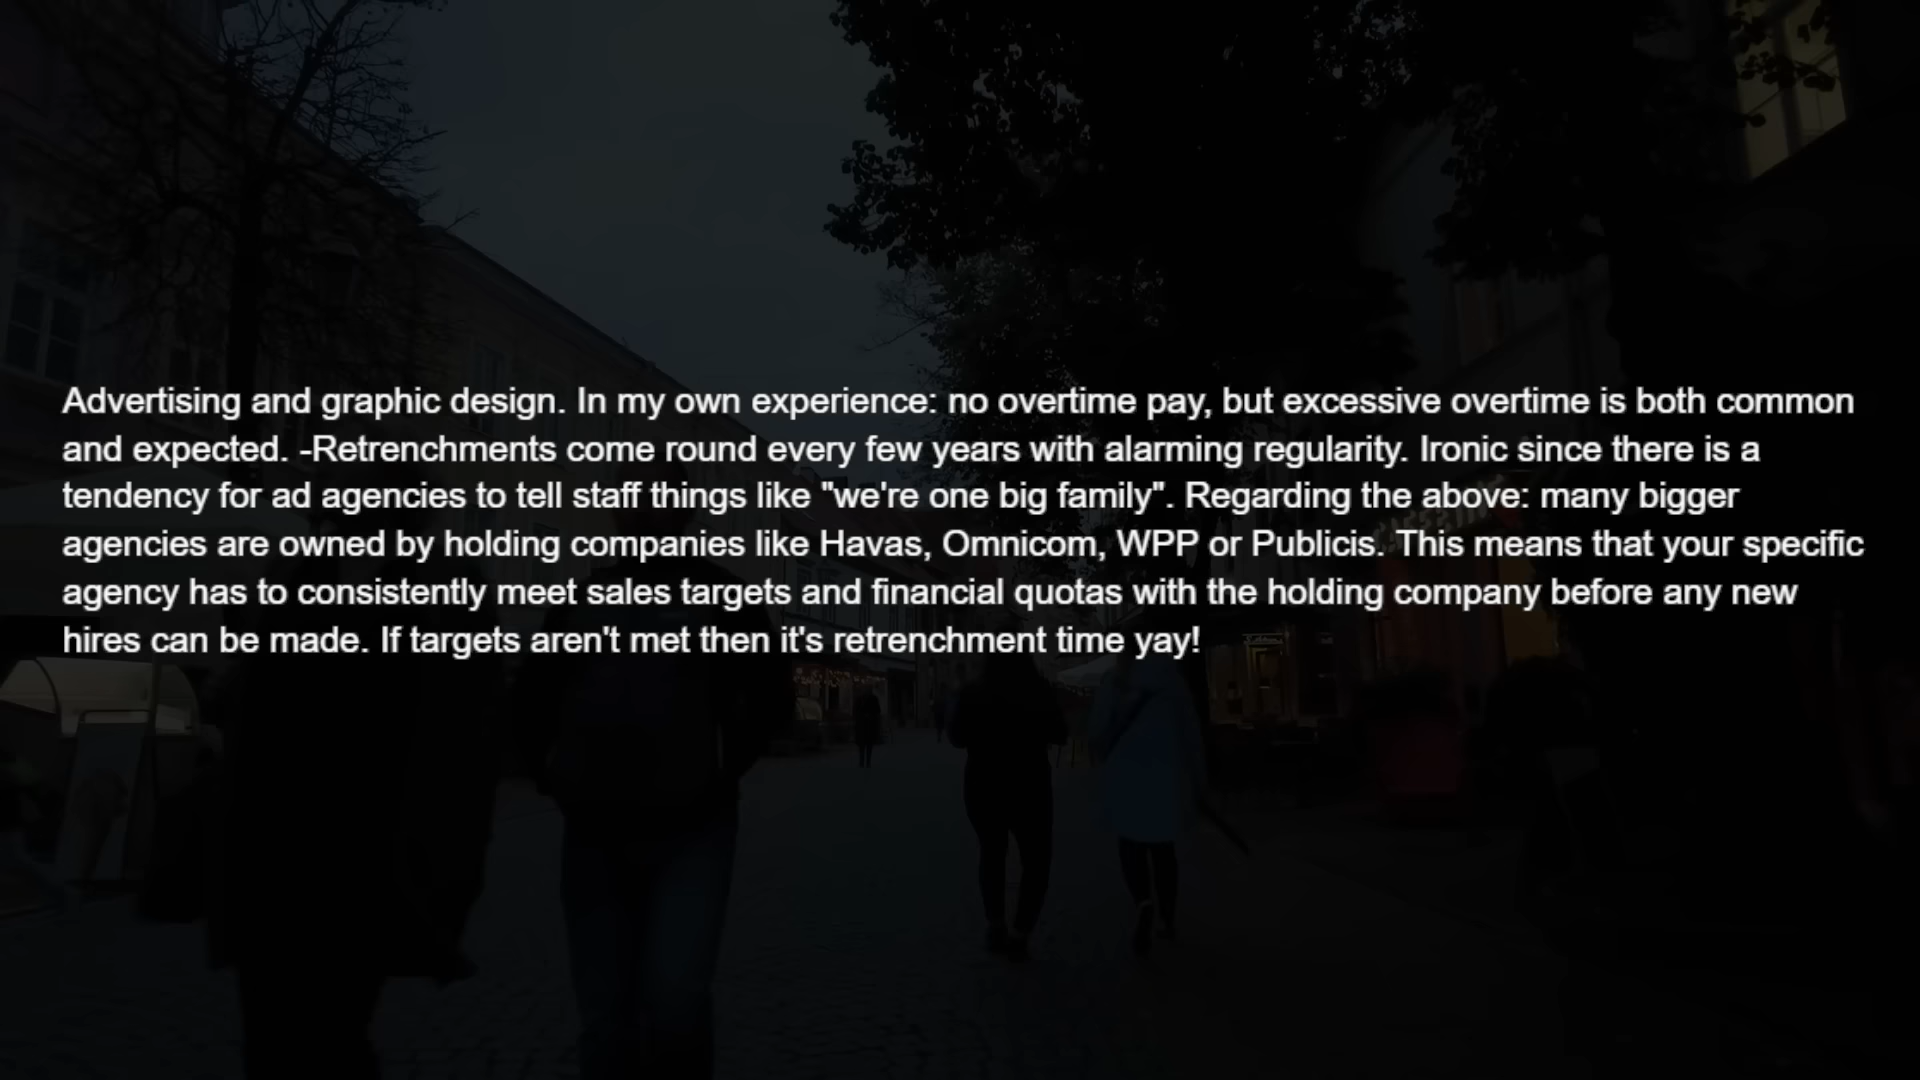 Advertising and graphic design. In my own experience: no overtime pay, but excessive overtime is both common
and expected. -Retrenchments come round every few years with alarming regularity. Ironic since there is a
tendency for ad agencies to tell staff things like "we're one big family". Regarding the above: many bigger
agencies are owned by holding companies like Havas, Omnicom, WPP or Publicis. This means that your specific
agency has to consistently meet sales targets and financial quotas with the holding company before any new
hires can be made. If targets aren't met then it's retrenchment time yay!